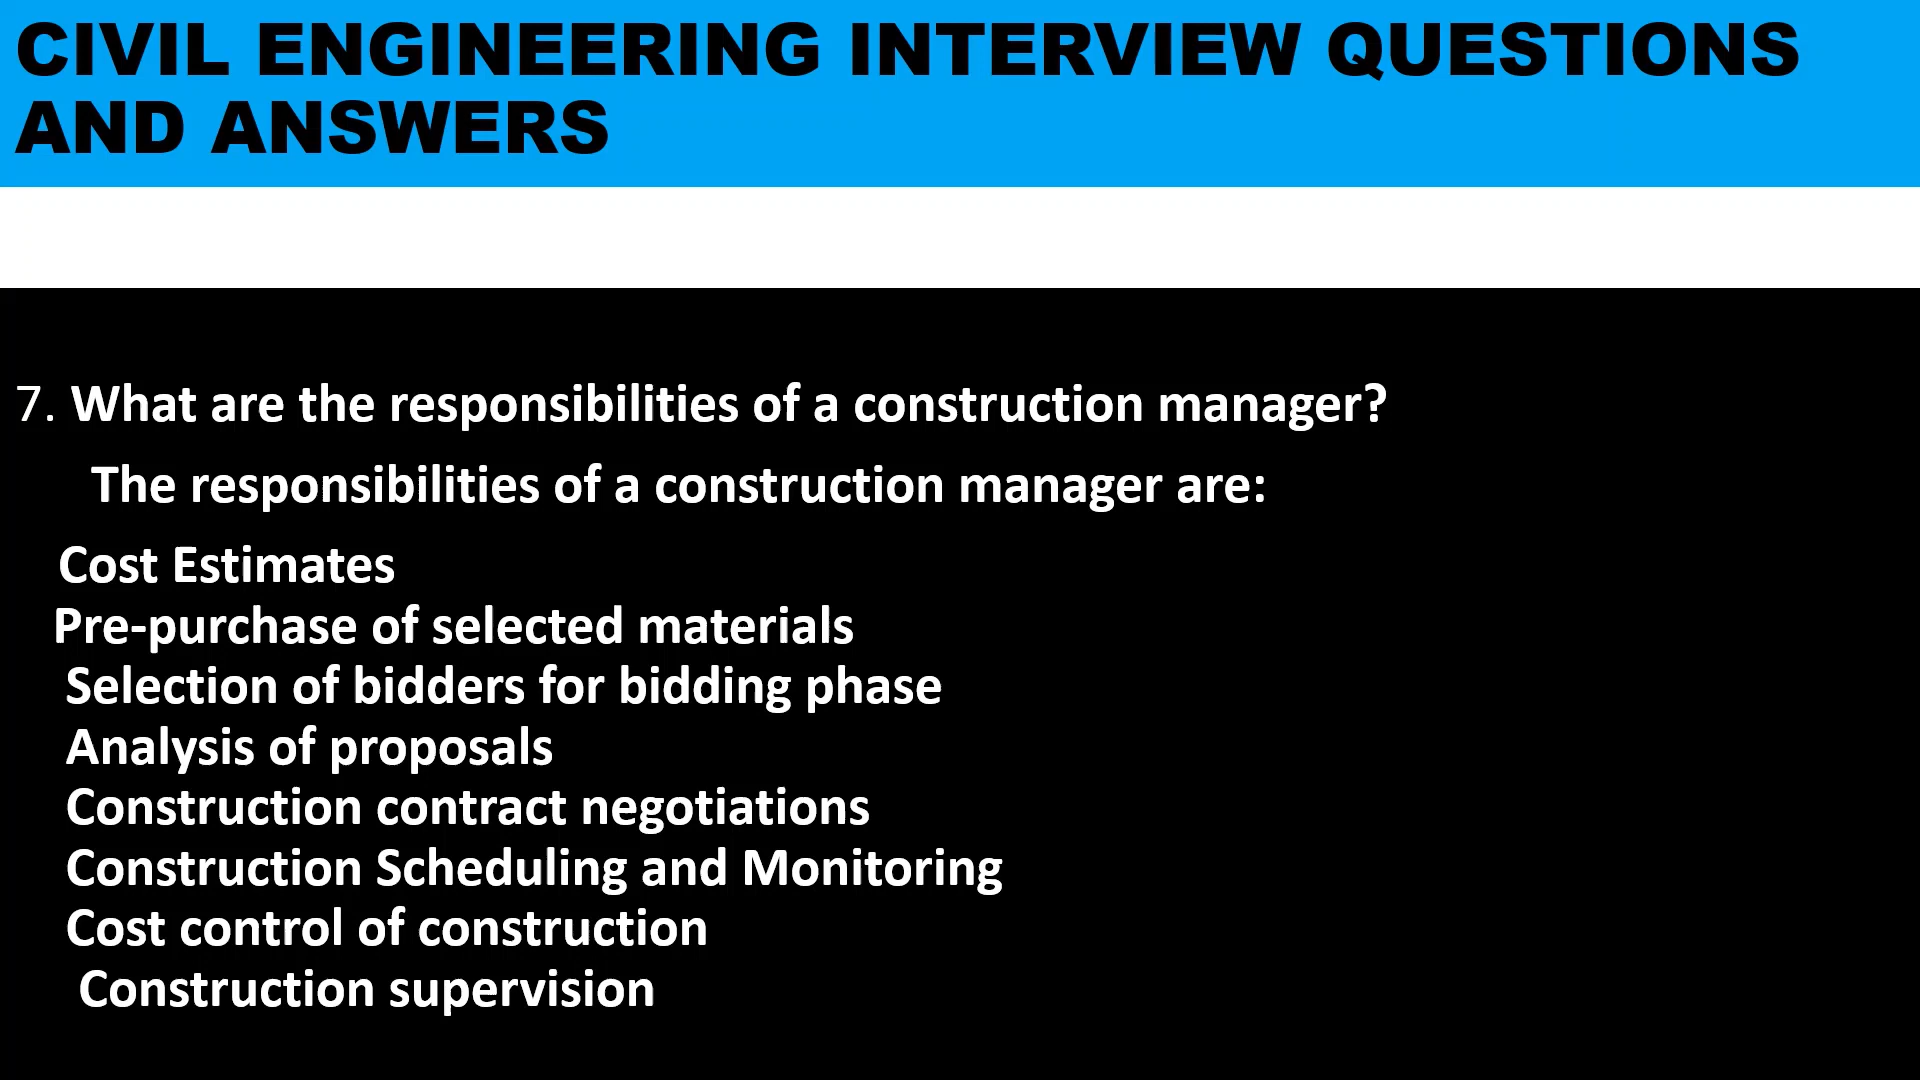 CIVIL ENGINEERING INTERVIEW QUESTIONS
AND ANSWERS
7. What are the responsibilities of a construction manager?
The responsibilities of a construction manager are:
Cost Estimates
Pre-purchase of selected materials
Selection of bidders for bidding phase
Analysis of proposals
Construction contract negotiations
Construction Scheduling and Monitoring
Cost control of construction
Construction supervision